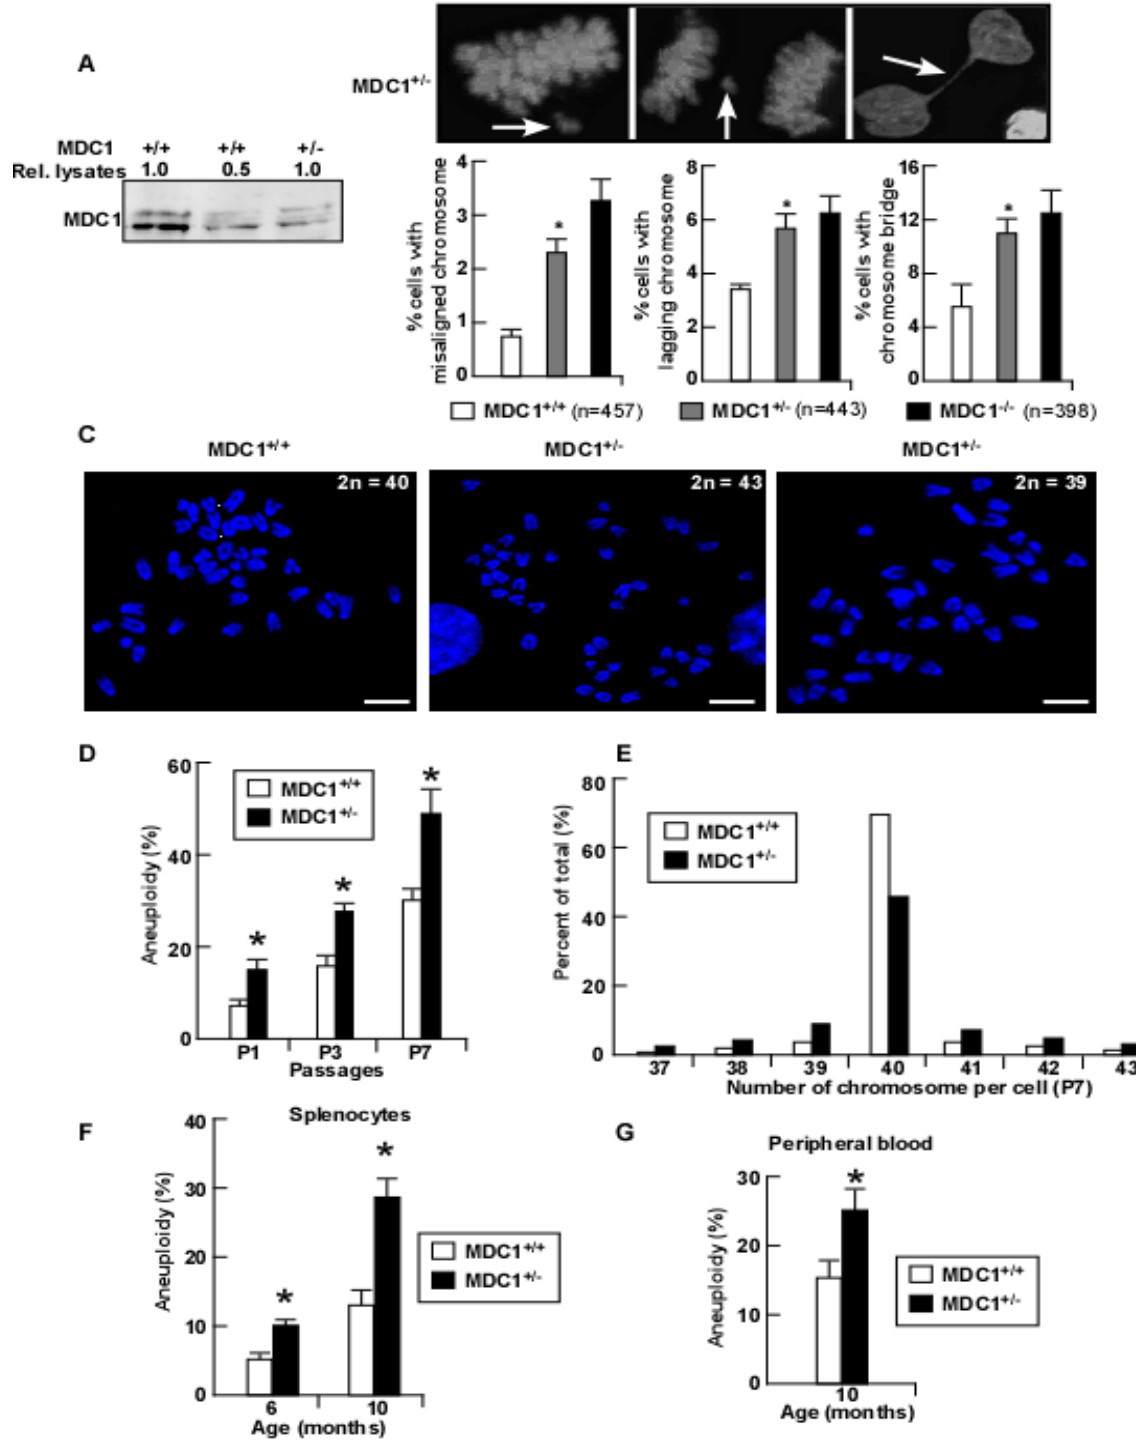 A
MDC1+/-
MDC1 +/+ +/+ +/-
Rel. lysates 1.0 0.5 1.0
MDC1
% cells with
misaligned chromosome
4
3
2
1
0
*
% cells with
lagging chromosome
8
6
4
2
0
*
% cells with
chromosome bridge
16
12
8
4
0
*
MDC1+/+ (n=457)
MDC1+/- (n=443)
MDC1-/- (n=398)
C
MDC1+/+
MDC1+/-
MDC1+/-
2n = 40
2n = 43
2n = 39
D
Aneuploidy (%)
60
40
20
0
MDC1+/+
MDC1+/-
* * *
P1 P3 P7
Passages
E
Percent of total (%)
80
60
40
20
0
MDC1+/+
MDC1+/-
37 38 39 40 41 42 43
Number of chromosome per cell (P7)
F
Splenocytes
Aneuploidy (%)
40
30
20
10
0
* *
MDC1+/+
MDC1+/-
6 10
Age (months)
G
Peripheral blood
Aneuploidy (%)
30
20
10
0
*
MDC1+/+
MDC1+/-
10
Age (months)